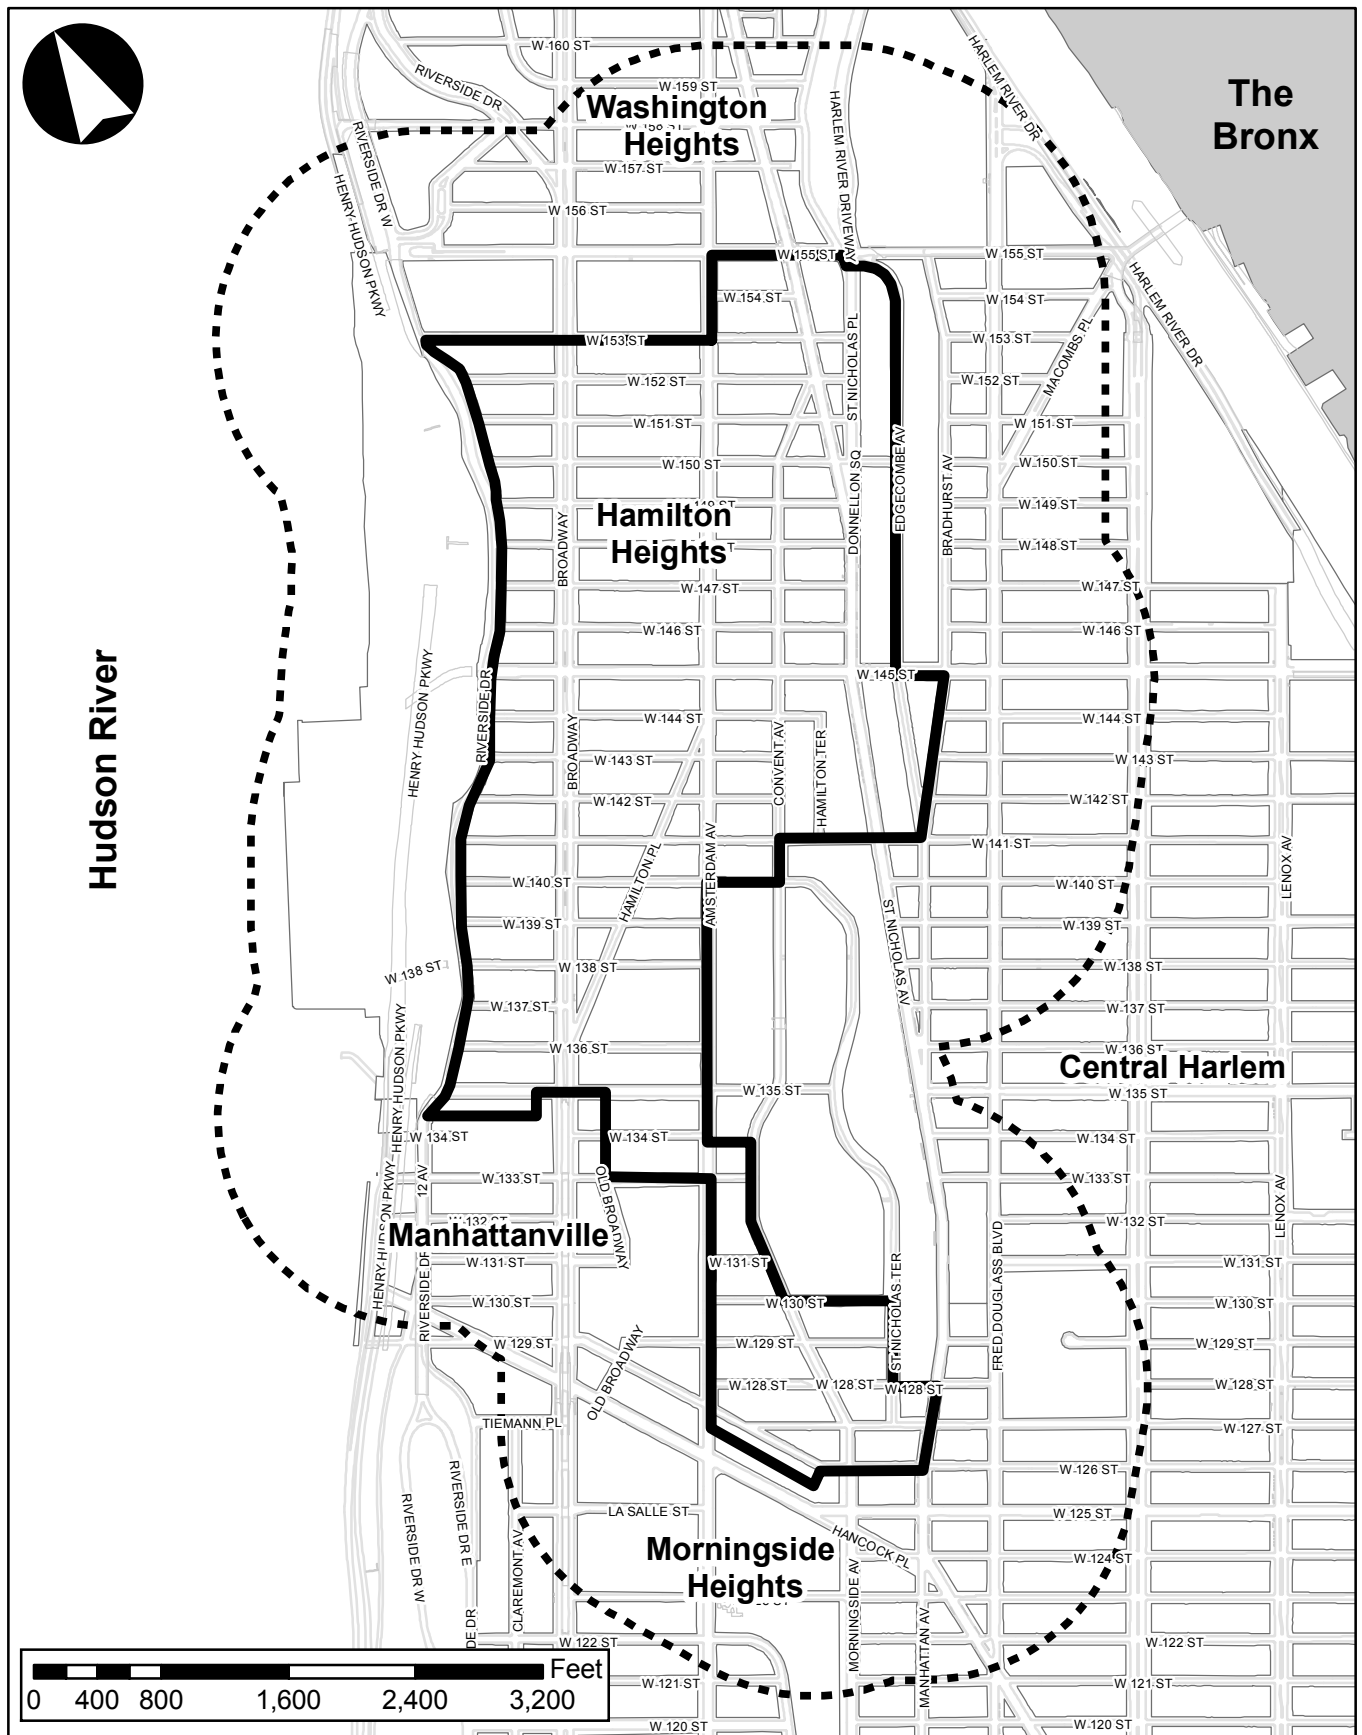 W 160 ST
RIVERSIDE DR
W 159 ST
HARLEM RIVER DR
The
Bronx
Washington
Heights
W 158 ST
RIVERSIDE DR W
HARLEM RIVER DRIVEWAY
W 157 ST
HENRY HUDSON PKWY
W 156 ST
W 155 ST
W 155 ST
HARLEM RIVER DR
W 154 ST
W 154 ST
W 153 ST
W 153 ST
ST NICHOLAS PL
MACOMBS PL
W 152 ST
W 152 ST
W 151 ST
W 151 ST
W 150 ST
W 150 ST
EDGECOMBE AV
BRADHURST AV
DONNELLON SQ
W 149 ST
Hamilton
Heights
BROADWAY
W 148 ST
W 147 ST
W 147 ST
W 146 ST
W 146 ST
Hudson River
HENRY HUDSON PKWY
RIVERSIDE DR
W 145 ST
W 144 ST
W 144 ST
BROADWAY
CONVENT AV
HAMILTON TER
W 143 ST
W 143 ST
W 142 ST
W 142 ST
W 141 ST
AMSTERDAM AV
HAMILTON PL
LENOX AV
W 140 ST
W 140 ST
W 139 ST
W 139 ST
ST NICHOLAS AV
W 138 ST
W 138 ST
W 138 ST
W 137 ST
W 137 ST
HENRY HUDSON PKWY
W 136 ST
W 136 ST
Central Harlem
W 135 ST
W 135 ST
W 134 ST
W 134 ST
W 134 ST
12 AV
W 133 ST
W 133 ST
OLD BROADWAY
HENRY HUDSON PKWY
W 132 ST
W 132 ST
LENOX AV
Manhattanville
W 131 ST
W 131 ST
W 131 ST
RIVERSIDE DR
FRED DOUGLASS BLVD
ST NICHOLAS TER
W 130 ST
W 130 ST
W 130 ST
W 129 ST
W 129 ST
W 129 ST
OLD BROADWAY
W 128 ST
W 128 ST
W 128 ST
W 128 ST
TIEMANN PL
W 127 ST
W 126 ST
RIVERSIDE DR E
RIVERSIDE DR W
LA SALLE ST
W 125 ST
CLAREMONT AV
HANCOCK PL
Morningside
Heights
W 124 ST
MORNINGSIDE AV
MANHATTAN AV
W 122 ST
W 122 ST
W 121 ST
W 121 ST
W 120 ST
W 120 ST
Feet
0 400 800 1,600 2,400 3,200